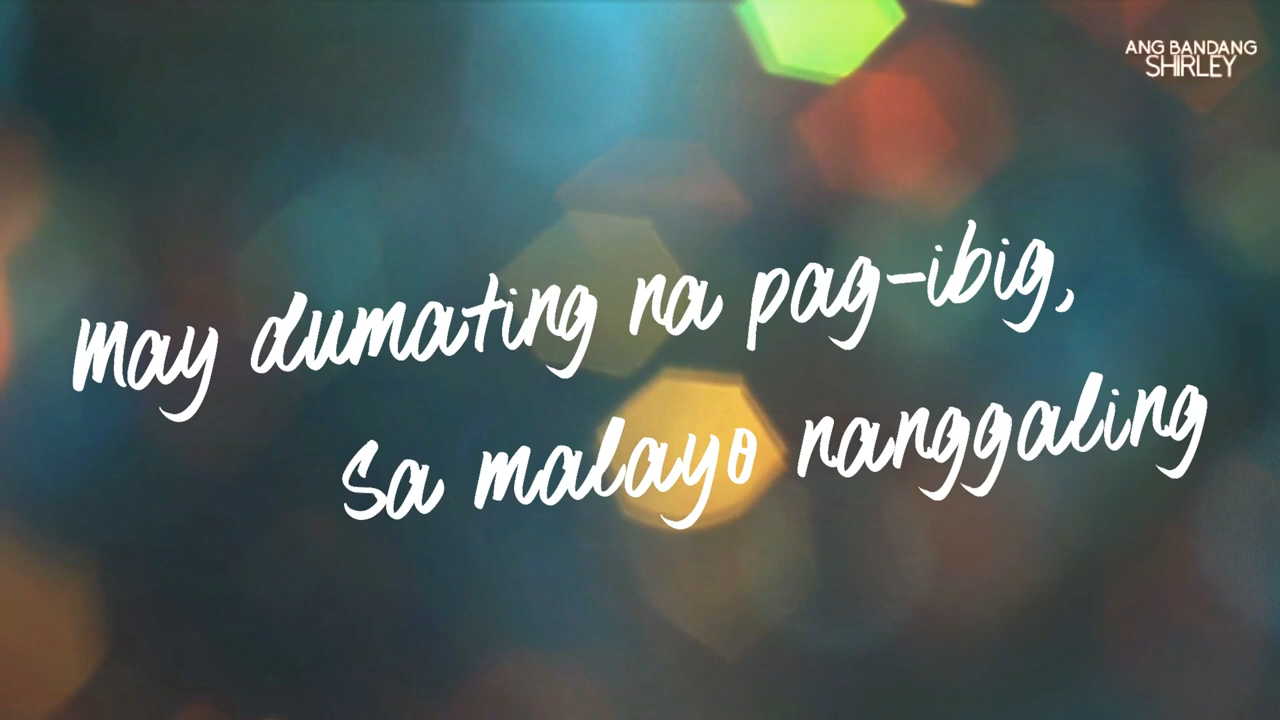 ANG BANDANG
SHIRLEY
May dumating na pag-ibig,
Sa malayo nanggaling